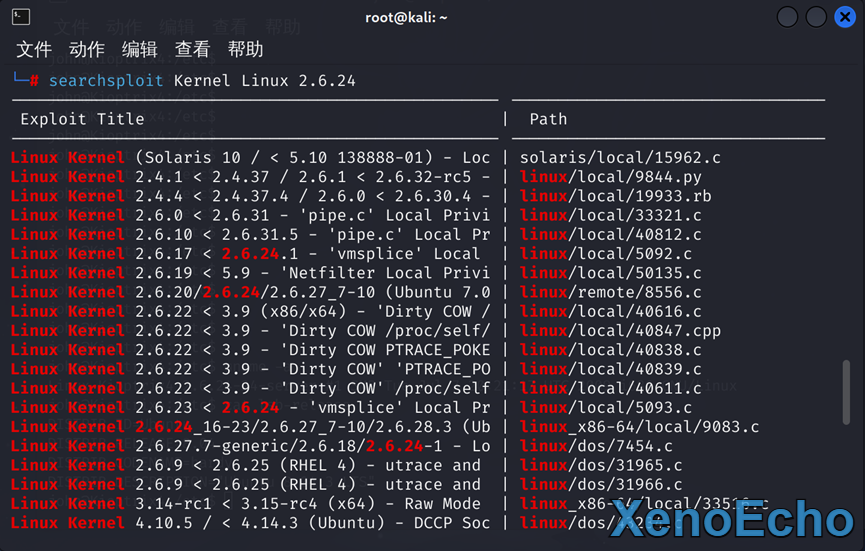 root@kali: ~
文件 动作 编辑 查看 帮助
└─# searchsploit Kernel Linux 2.6.24
Exploit Title | Path
Linux Kernel (Solaris 10 / < 5.10 138888-01) - Loc | solaris/local/15962.c
Linux Kernel 2.4.1 < 2.4.37 / 2.6.1 < 2.6.32-rc5 - | linux/local/9844.py
Linux Kernel 2.4.4 < 2.4.37.4 / 2.6.0 < 2.6.30.4 - | linux/local/19933.rb
Linux Kernel 2.6.0 < 2.6.31 - 'pipe.c' Local Privi | linux/local/33321.c
Linux Kernel 2.6.10 < 2.6.31.5 - 'pipe.c' Local Pr | linux/local/40812.c
Linux Kernel 2.6.17 < 2.6.24.1 - 'vmsplice' Local | linux/local/5092.c
Linux Kernel 2.6.19 < 5.9 - 'Netfilter Local Privi | linux/local/50135.c
Linux Kernel 2.6.20/2.6.24/2.6.27_7-10 (Ubuntu 7.0 | linux/remote/8556.c
Linux Kernel 2.6.22 < 3.9 (x86/x64) - 'Dirty COW / | linux/local/40616.c
Linux Kernel 2.6.22 < 3.9 - 'Dirty COW /proc/self/ | linux/local/40847.cpp
Linux Kernel 2.6.22 < 3.9 - 'Dirty COW PTRACE_POKE | linux/local/40838.c
Linux Kernel 2.6.22 < 3.9 - 'Dirty COW' 'PTRACE_PO | linux/local/40839.c
Linux Kernel 2.6.22 < 3.9 - 'Dirty COW' /proc/self | linux/local/40611.c
Linux Kernel 2.6.23 < 2.6.24 - 'vmsplice' Local Pr | linux/local/5093.c
Linux Kernel 2.6.24_16-23/2.6.27_7-10/2.6.28.3 (Ub | linux_x86-64/local/9083.c
Linux Kernel 2.6.27.7-generic/2.6.18/2.6.24-1 - Lo | linux/dos/7454.c
Linux Kernel 2.6.9 < 2.6.25 (RHEL 4) - utrace and | linux/dos/31965.c
Linux Kernel 2.6.9 < 2.6.25 (RHEL 4) - utrace and | linux/dos/31966.c
Linux Kernel 3.14-rc1 < 3.15-rc4 (x64) - Raw Mode |
Linux Kernel 4.10.5 / < 4.14.3 (Ubuntu) - DCCP Soc |
XenoEcho